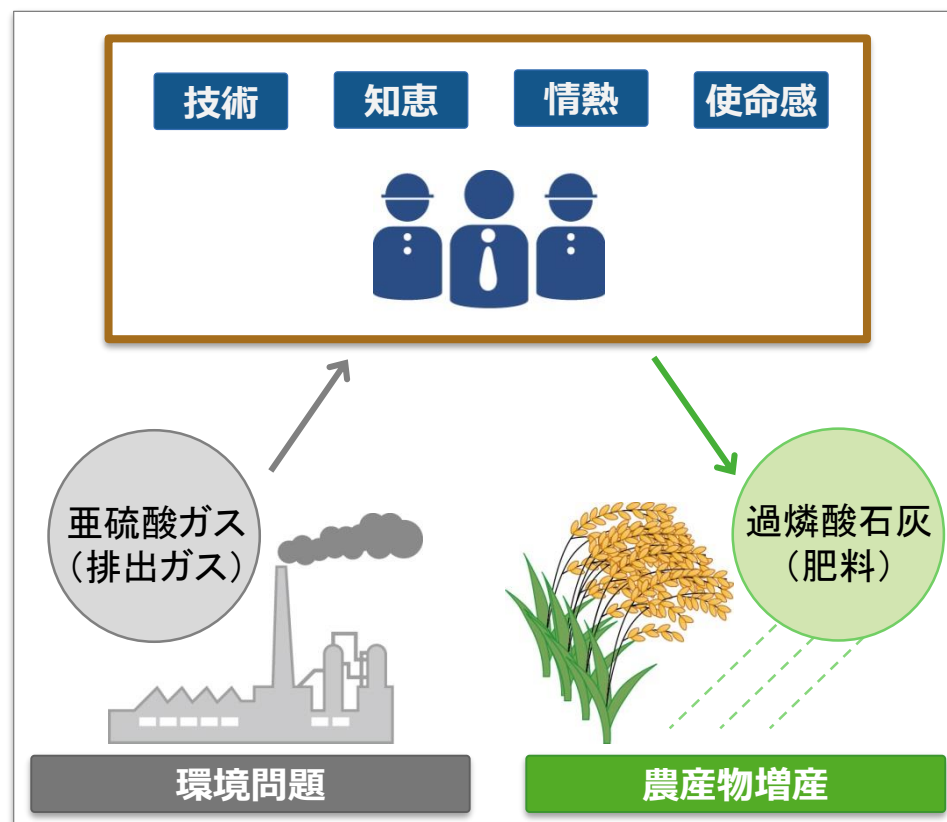 技術
知恵
情熱
使命感
亜硫酸ガス
（排出ガス）
過燐酸石灰
（肥料）
環境問題
農産物増産